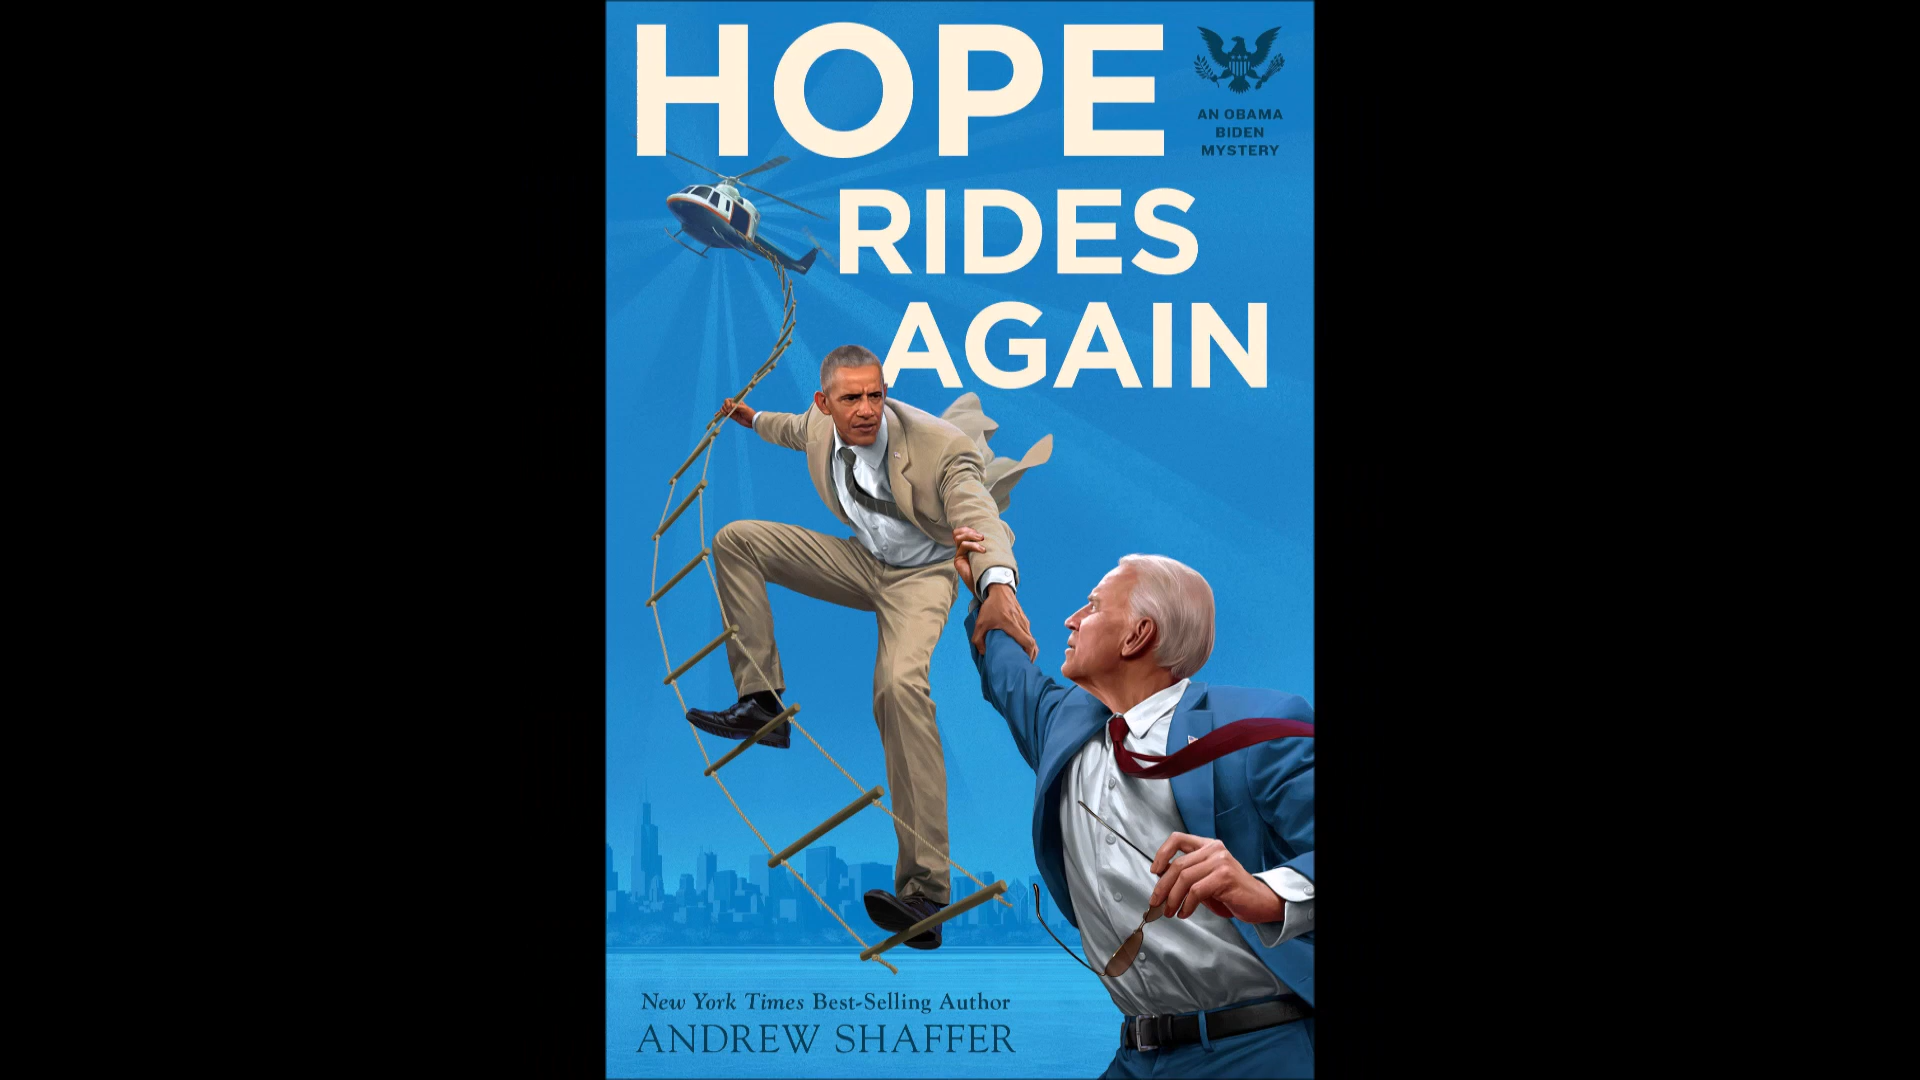 HOPE
RIDES
AGAIN
AN OBAMA
BIDEN
MYSTERY
New York Times Best-Selling Author
ANDREW SHAFFER